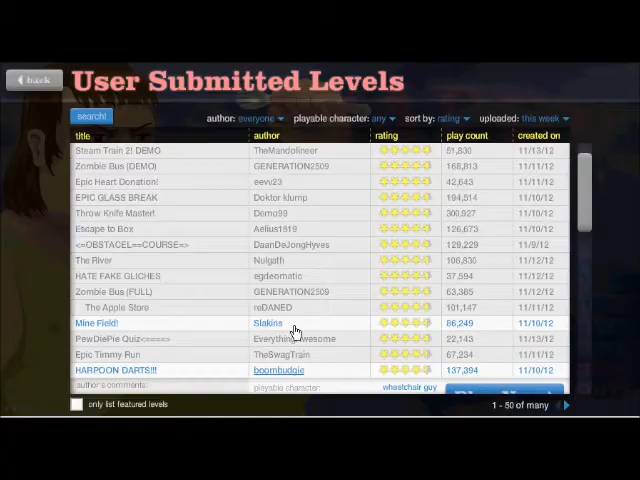 back
User Submitted Levels
search!
author: everyone playable character: any sort by: rating uploaded: this week
title author rating play count created on
Steam Train 2! DEMO TheMandolineer 51,830 11/13/12
Zombie Bus (DEMO) GENERATION2509 168,813 11/11/12
Epic Heart Donation! eevv23 42,643 11/11/12
EPIC GLASS BREAK Doktor klump 194,514 11/10/12
Throw Knife Master! Demo99 300,927 11/10/12
Escape to Box Aelius1819 126,673 11/10/12
<=OBSTACEL==COURSE=> DaanDeJongHyves 129,229 11/9/12
The River Nulgath 106,830 11/12/12
HATE FAKE GLICHES egdeomatic 37,594 11/12/12
Zombie Bus (FULL) GENERATION2509 63,385 11/12/12
The Apple Store reDANED 101,147 11/11/12
Mine Field! Slakins 86,249 11/10/12
PewDiePie Quiz<====> EverythingAwesome 22,143 11/13/12
Epic Timmy Run TheSwagTrain 67,234 11/11/12
HARPOON DARTS!!! boombudgie 137,394 11/10/12
author's comments: playable character: wheelchair guy
only list featured levels 1 - 50 of many